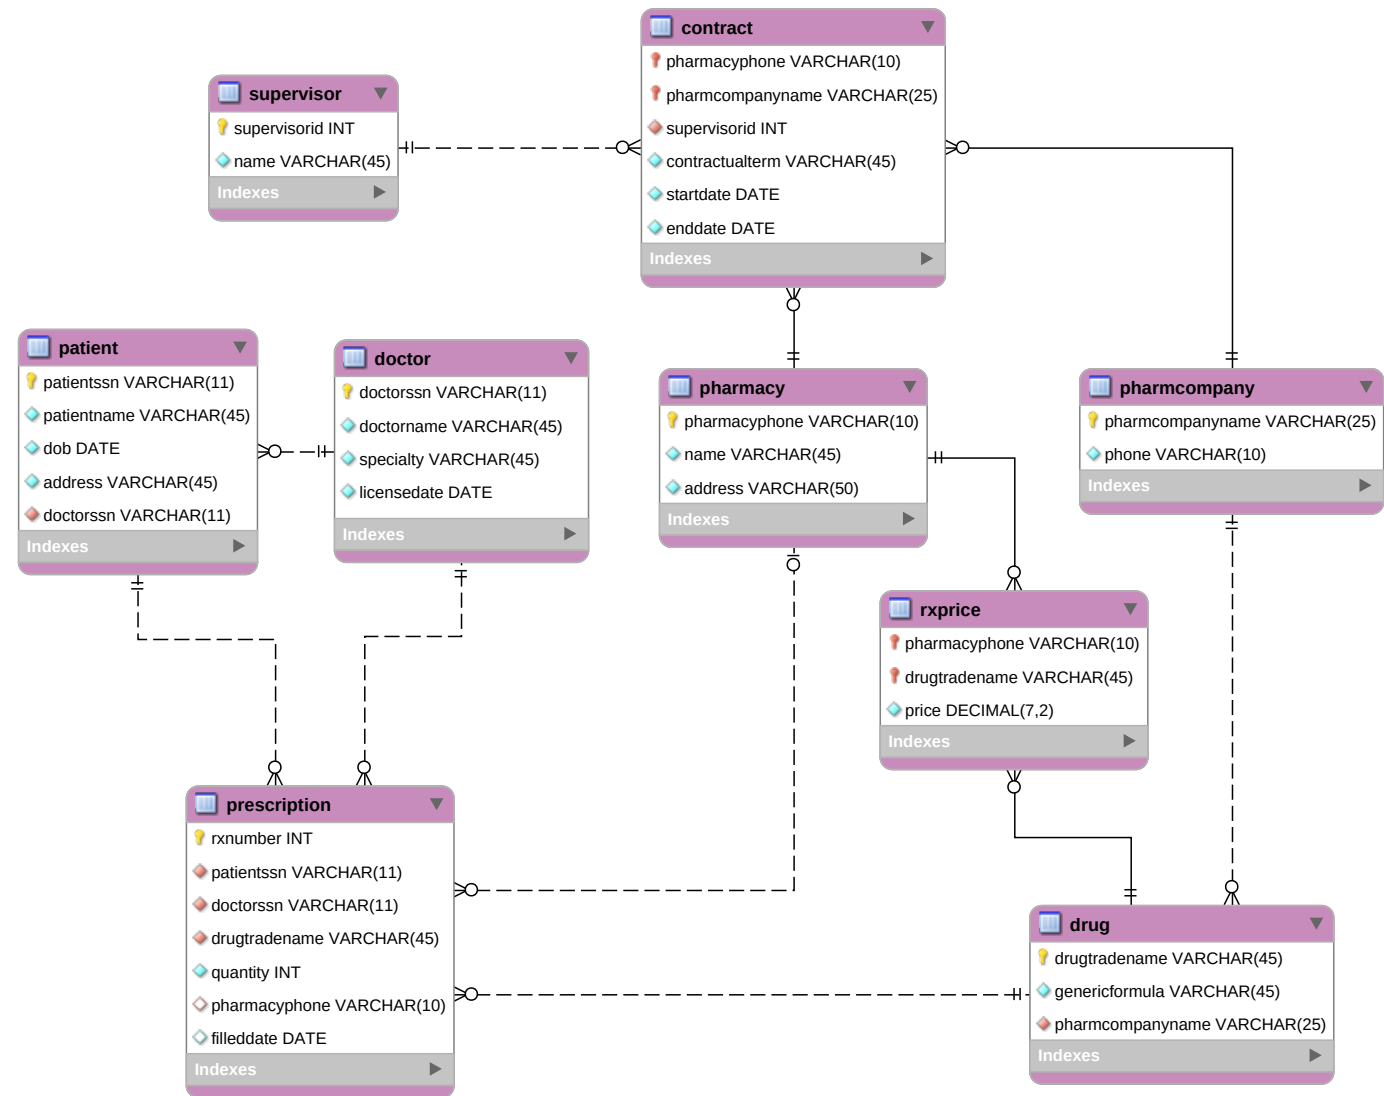 contract
pharmacyphone VARCHAR(10)
pharmcompanyname VARCHAR(25)
supervisorid INT
contractualterm VARCHAR(45)
startdate DATE
enddate DATE
Indexes
supervisor
supervisorid INT
name VARCHAR(45)
Indexes
patient
patientssn VARCHAR(11)
patientname VARCHAR(45)
dob DATE
address VARCHAR(45)
doctorssn VARCHAR(11)
Indexes
doctor
doctorssn VARCHAR(11)
doctorname VARCHAR(45)
specialty VARCHAR(45)
licensedate DATE
Indexes
pharmacy
pharmacyphone VARCHAR(10)
name VARCHAR(45)
address VARCHAR(50)
Indexes
pharmcompany
pharmcompanyname VARCHAR(25)
phone VARCHAR(10)
Indexes
rxprice
pharmacyphone VARCHAR(10)
drugtradename VARCHAR(45)
price DECIMAL(7,2)
Indexes
prescription
rxnumber INT
patientssn VARCHAR(11)
doctorssn VARCHAR(11)
drugtradename VARCHAR(45)
quantity INT
pharmacyphone VARCHAR(10)
filleddate DATE
Indexes
drug
drugtradename VARCHAR(45)
genericformula VARCHAR(45)
pharmcompanyname VARCHAR(25)
Indexes